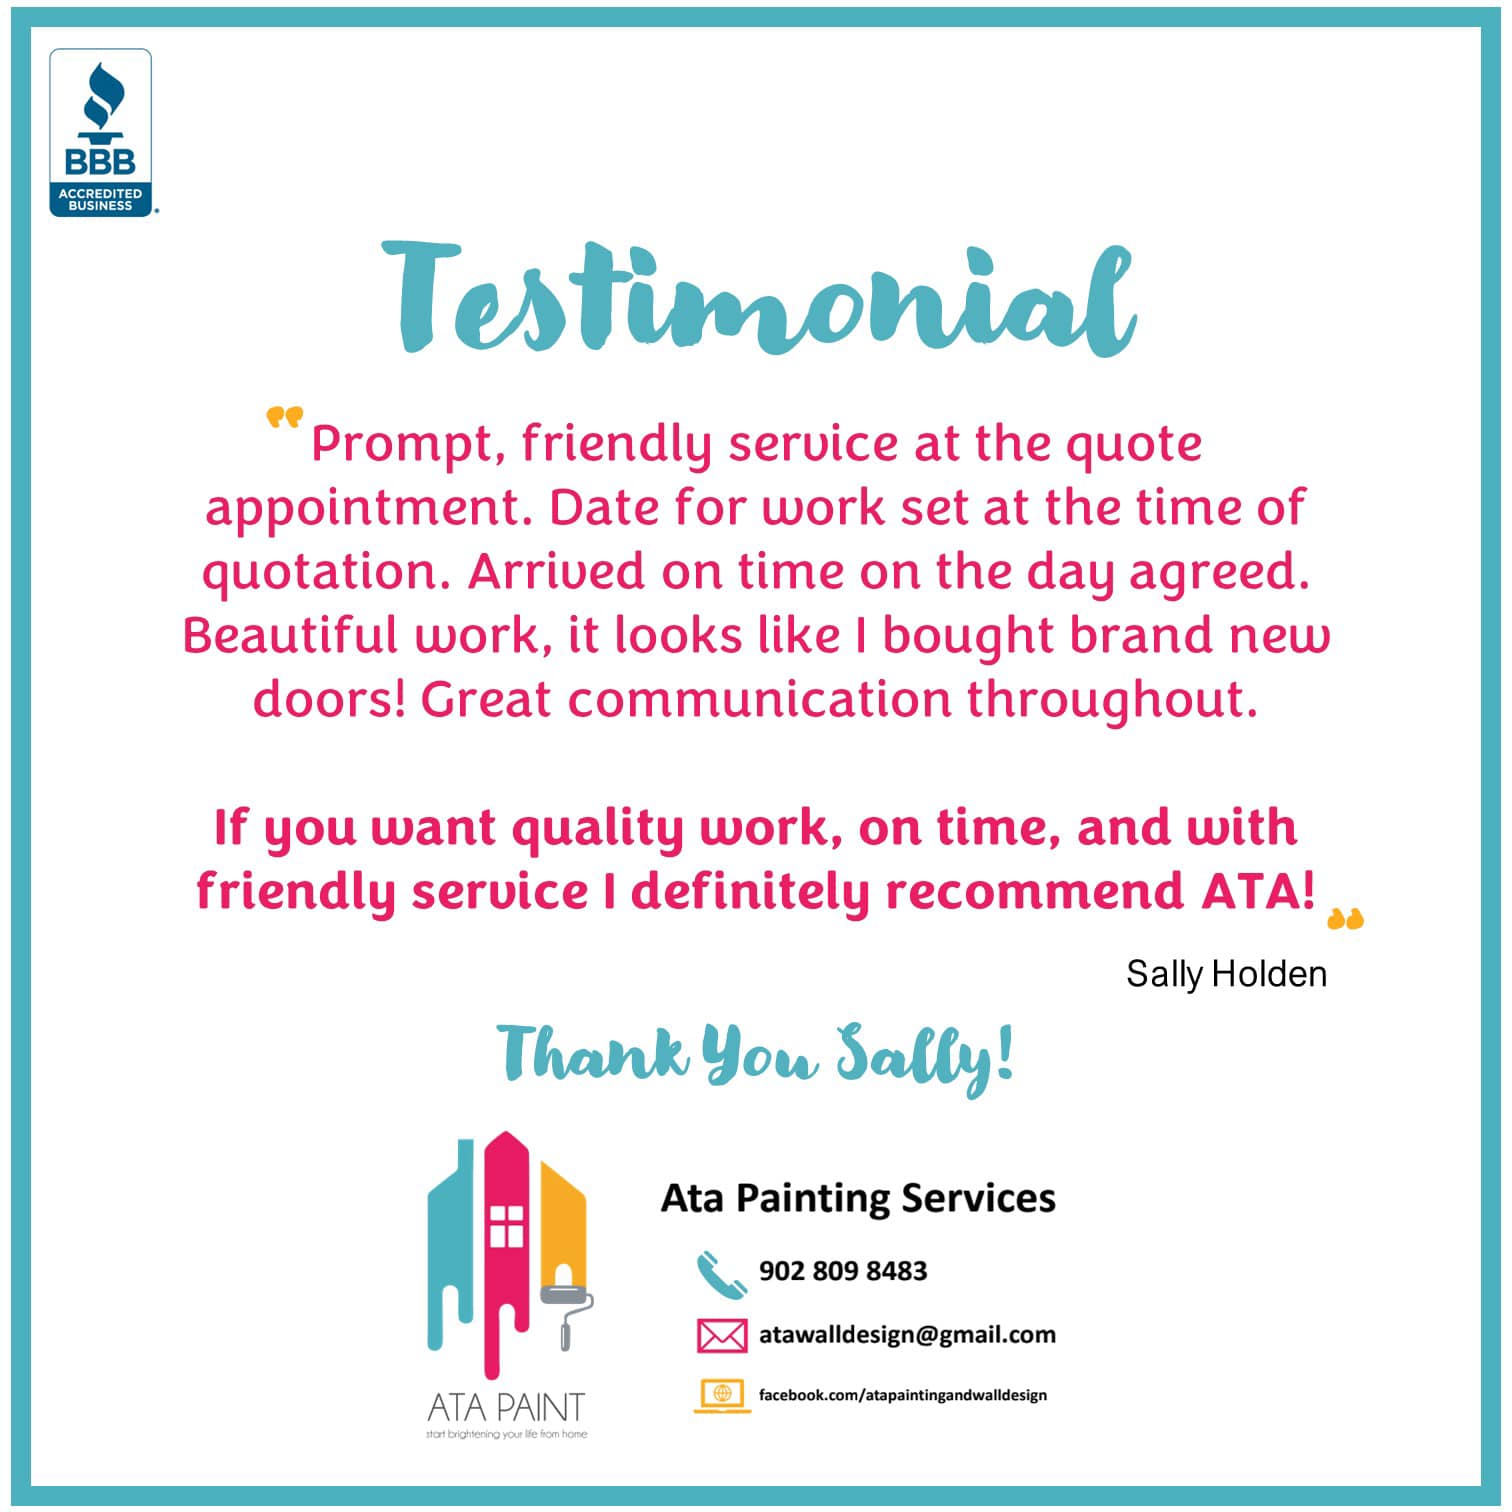 BBB
ACCREDITED
BUSINESS
Testimonial
"Prompt, friendly service at the quote
appointment. Date for work set at the time of
quotation. Arrived on time on the day agreed.
Beautiful work, it looks like I bought brand new
doors! Great communication throughout.
If you want quality work, on time, and with
friendly service I definitely recommend ATA!"
Sally Holden
Thank You Sally!
Ata Painting Services
902 809 8483
atawalldesign@gmail.com
facebook.com/atapaintingandwalldesign
ATA PAINT
start brightening your life from home